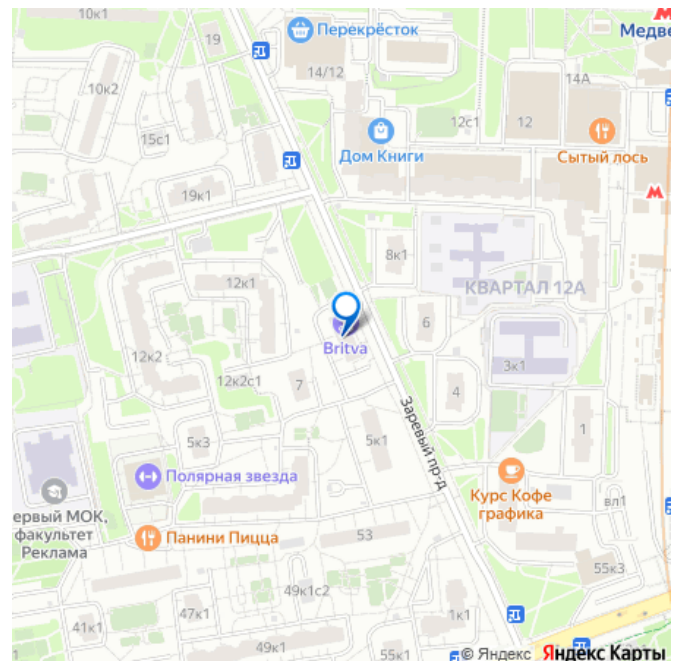 19
Перекрёсток
14/12
М
Медве
10к2
15с1
Дом Книги
12с1
12
14А
Сытый лось
19к1
М
8к1
КВАРТАЛ 12А
12к1
6
Britva
12к2
12к2с1
7
3к1
4
Заревый пр-д
5к3
5к1
1
Полярная звезда
Курс Кофе
графика
вл1
ервый МОК,
факультет
Реклама
Панини Пицца
53
55к3
49к1с2
47к1
1к1
41к1
49к1
55к1
© Яндекс Яндекс Карты